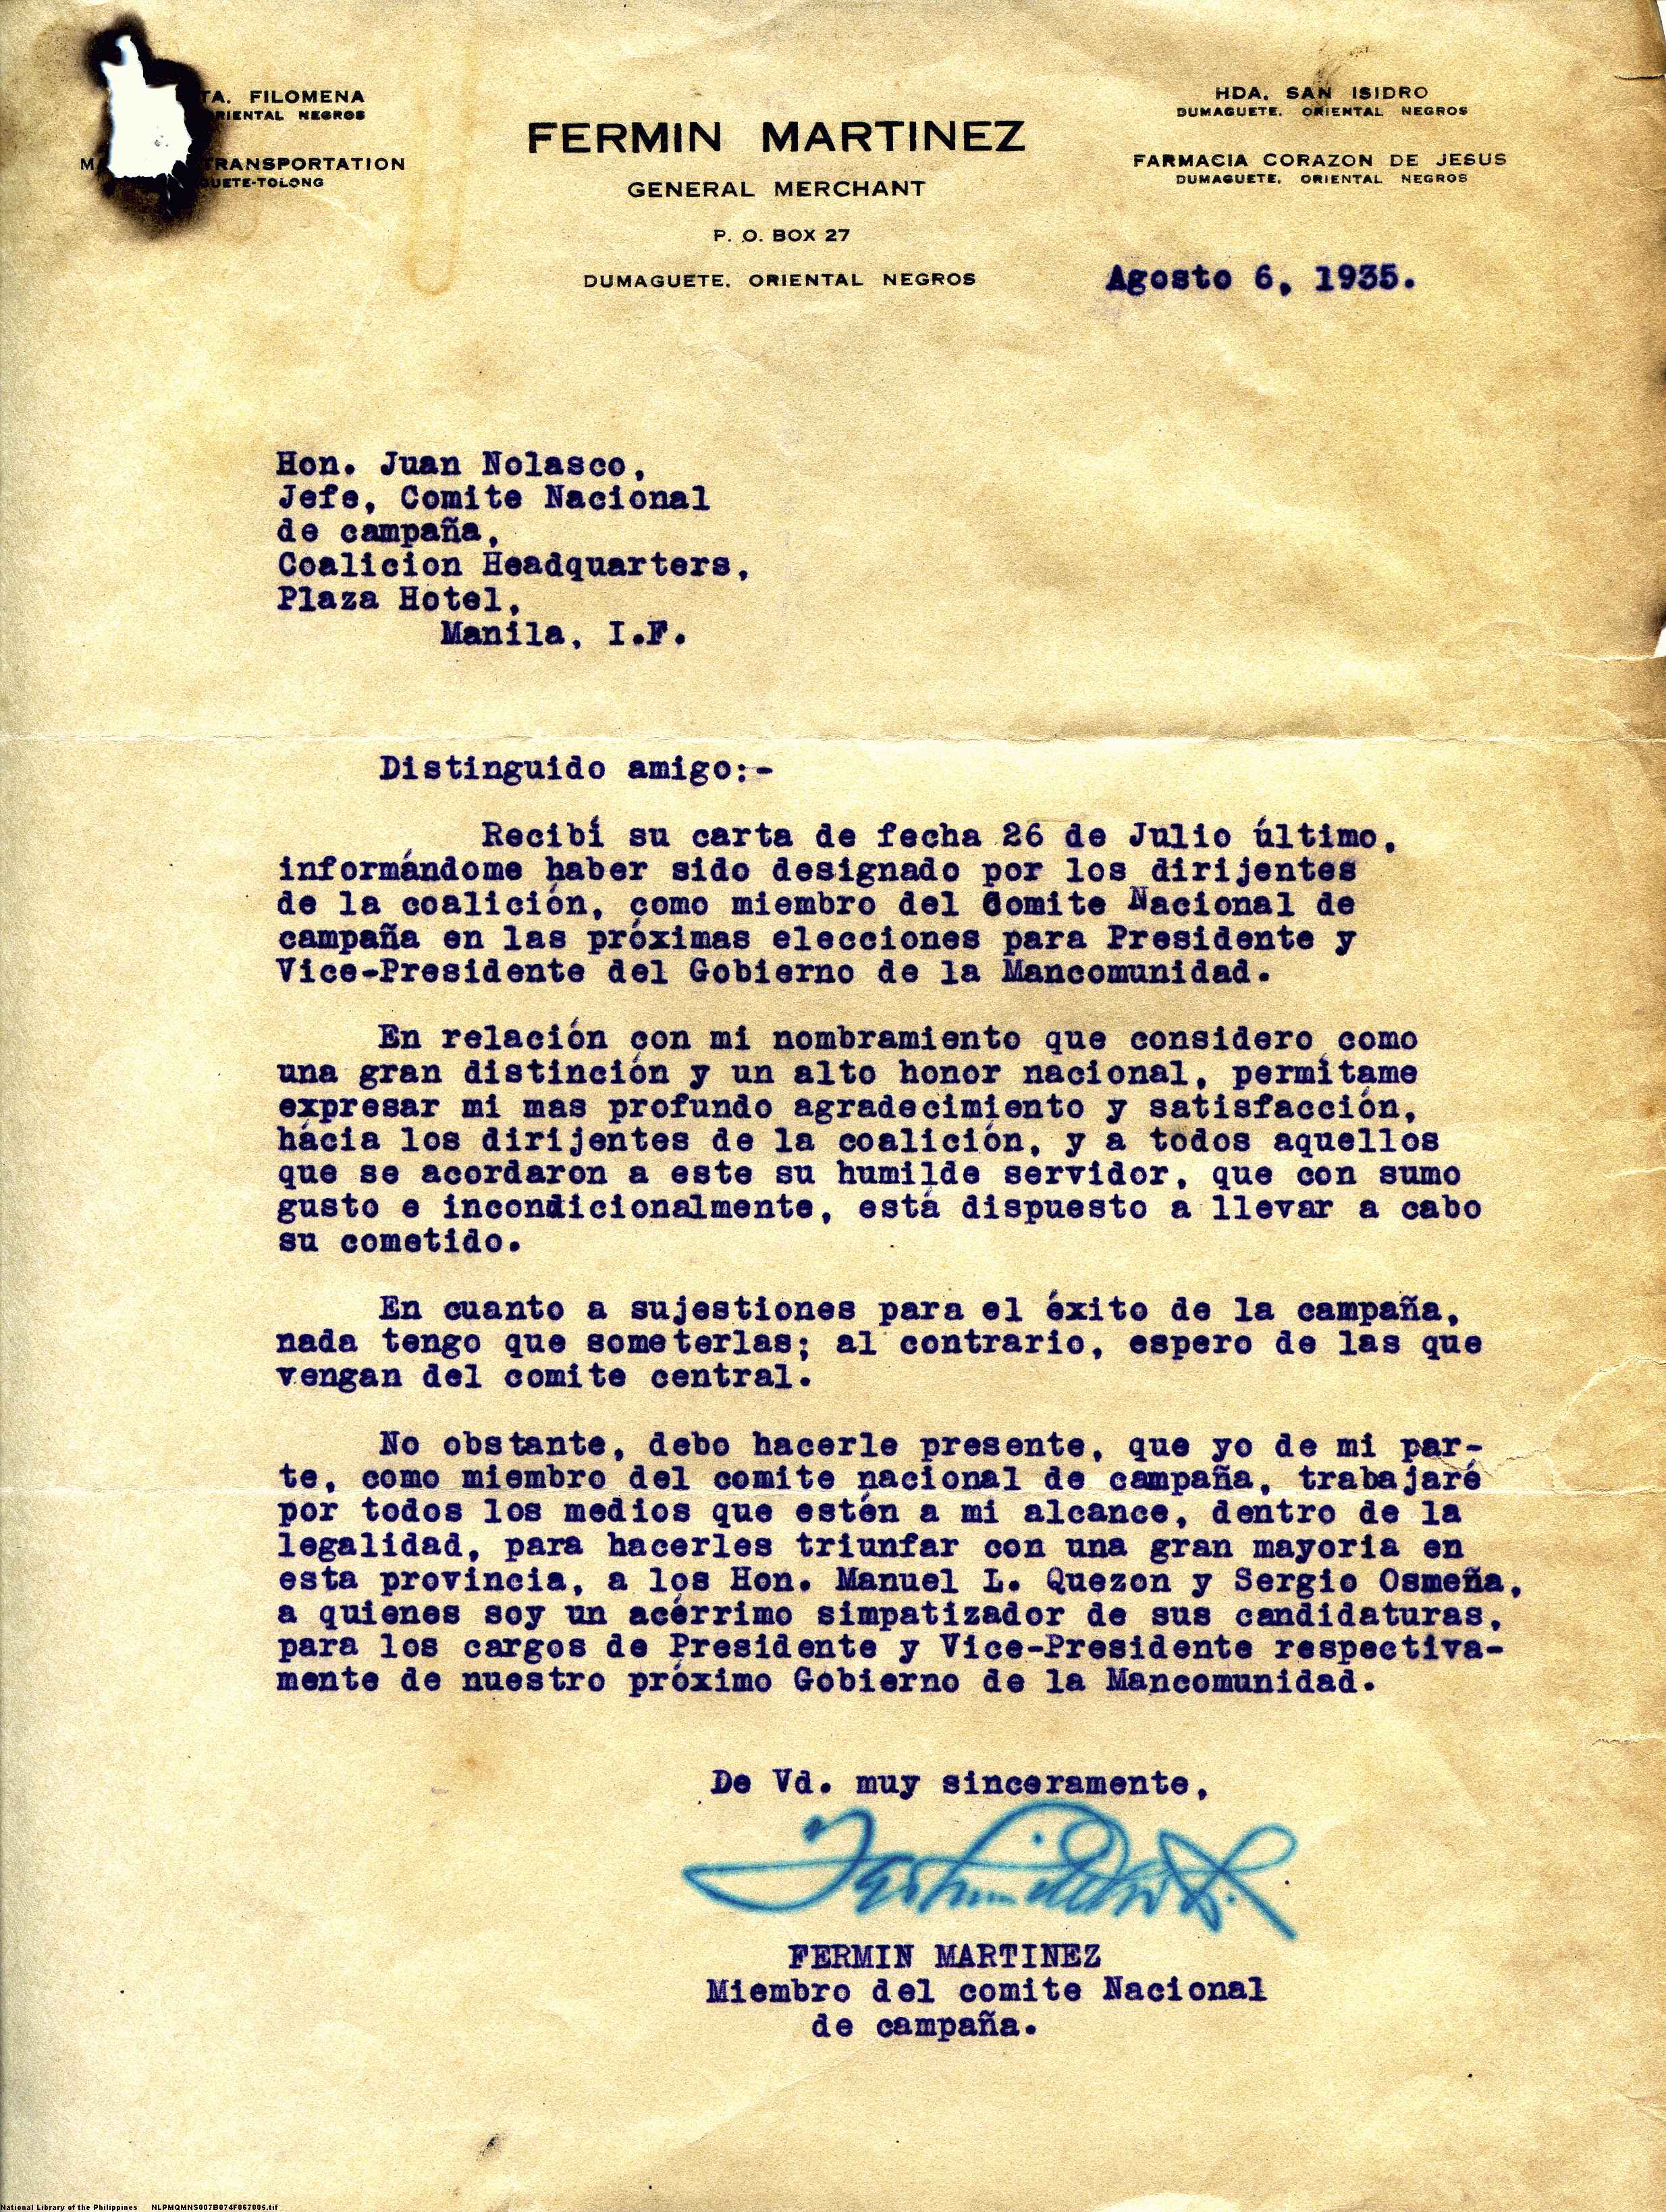 TA. FILOMENA
RIENTAL NEGROS
TRANSPORTATION
UETE-TOLONG
FERMIN MARTINEZ
GENERAL MERCHANT
P. O. BOX 27
DUMAGUETE, ORIENTAL NEGROS
HDA. SAN ISIDRO
DUMAGUETE, ORIENTAL NEGROS
FARMACIA CORAZON DE JESUS
DUMAGUETE, ORIENTAL NEGROS
Agosto 6, 1935.
Hon. Juan Nolasco,
Jefe, Comite Nacional
de campaña,
Coalicion Headquarters,
Plaza Hotel,
Manila, I.F.
Distinguido amigo:-
Recibí su carta de fecha 26 de Julio último,
informándome haber sido designado por los dirijentes
de la coalición, como miembro del Comite Nacional de
campaña en las próximas elecciones para Presidente y
Vice-Presidente del Gobierno de la Mancomunidad.
En relación con mi nombramiento que considero como
una gran distinción y un alto honor nacional, permítame
expresar mi mas profundo agradecimiento y satisfacción,
hácia los dirijentes de la coalición, y a todos aquellos
que se acordaron a este su humilde servidor, que con sumo
gusto e incondicionalmente, está dispuesto a llevar a cabo
su cometido.
En cuanto a sujestiones para el éxito de la campaña,
nada tengo que someterlas; al contrario, espero de las que
vengan del comite central.
No obstante, debo hacerle presente, que yo de mi par-
te, como miembro del comite nacional de campaña, trabajaré
por todos los medios que estén a mi alcance, dentro de la
legalidad, para hacerles triunfar con una gran mayoria en
esta provincia, a los Hon. Manuel L. Quezon y Sergio Osmeña,
a quienes soy un acérrimo simpatizador de sus candidaturas,
para los cargos de Presidente y Vice-Presidente respectiva-
mente de nuestro próximo Gobierno de la Mancomunidad.
De Vd. muy sinceramente,
FERMIN MARTINEZ
Miembro del comite Nacional
de campaña.
National Library of the Philippines NLPMQMNS007B074F067006.tif